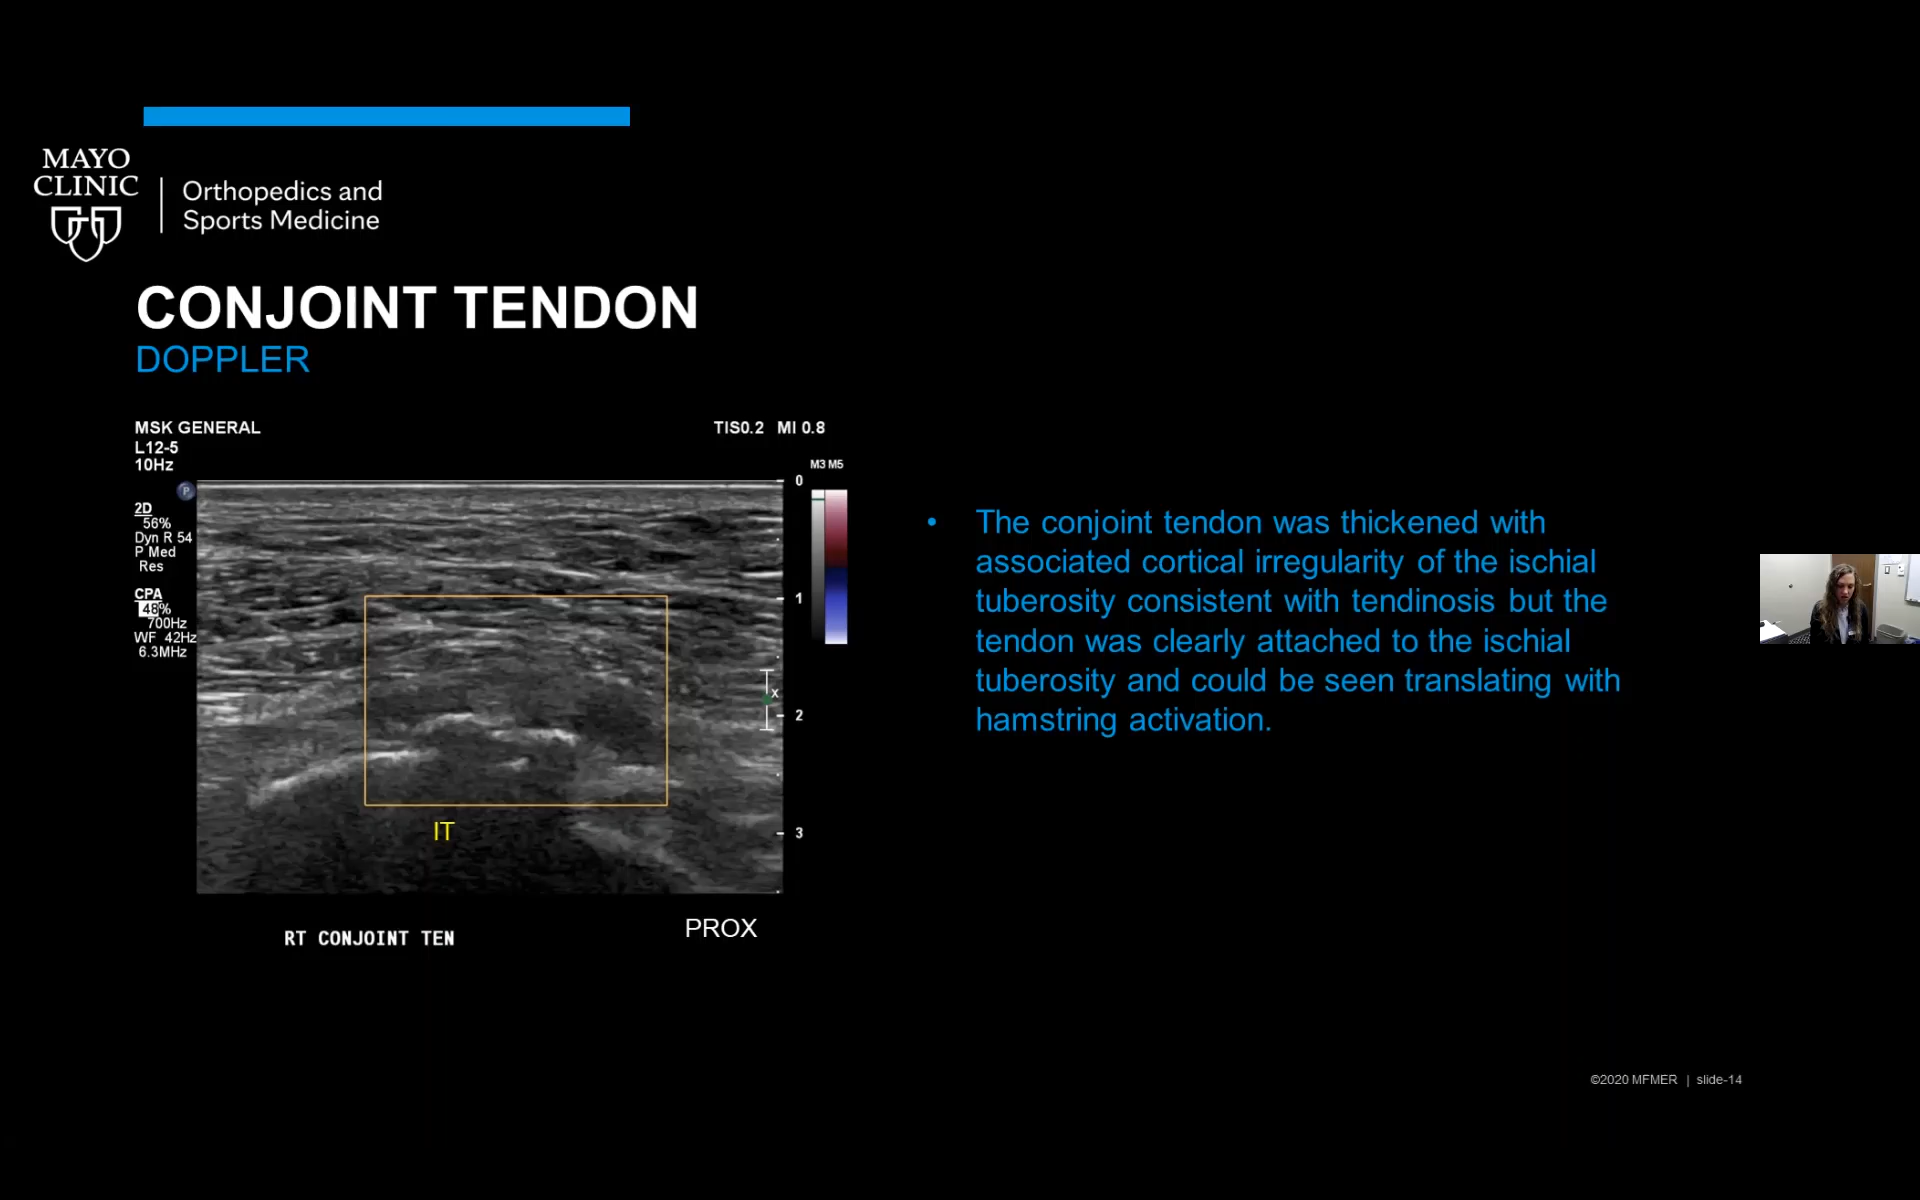 MAYO
CLINIC
Orthopedics and
Sports Medicine
CONJOINT TENDON
DOPPLER
MSK GENERAL
TIS0.2 MI 0.8
L12-5
10Hz
M3 M5
P
0
2D
56%
Dyn R 54
P Med
Res
CPA
48%
700Hz
WF 42Hz
6.3MHz
1
x
2
3
IT
RT CONJOINT TEN
PROX
• The conjoint tendon was thickened with
associated cortical irregularity of the ischial
tuberosity consistent with tendinosis but the
tendon was clearly attached to the ischial
tuberosity and could be seen translating with
hamstring activation.
©2020 MFMER | slide-14